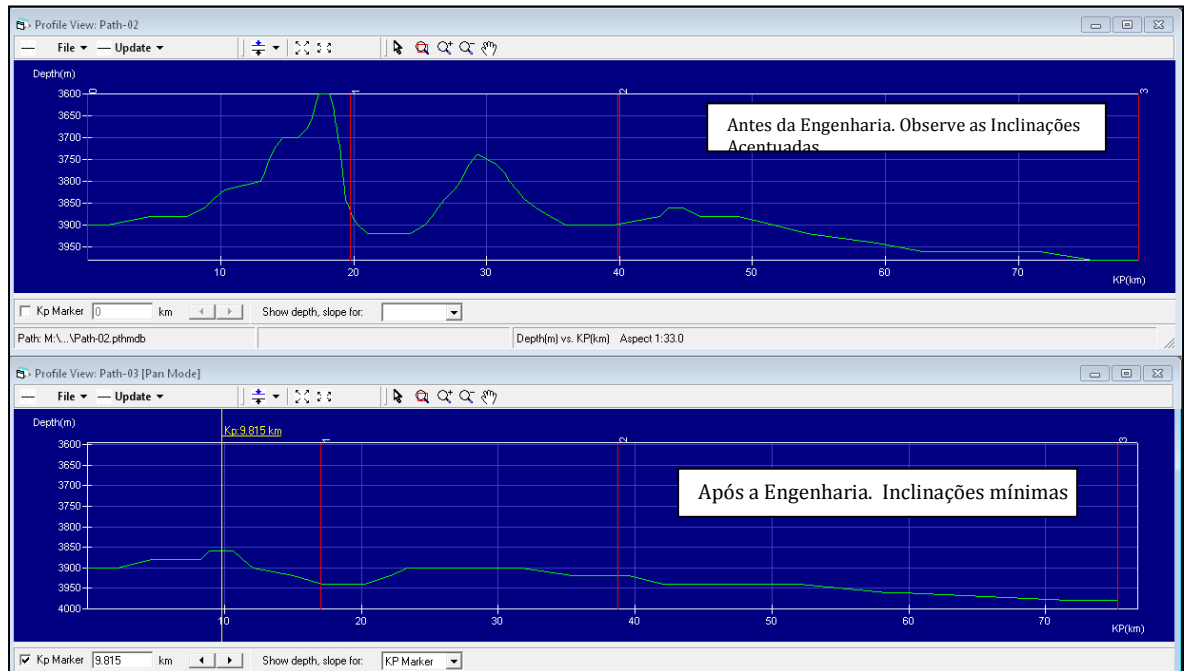 Profile View: Path-02
File Update
Depth(m)
0 1 2 3
3600
3650
3700
3750
3800
3850
3900
3950
Antes da Engenharia. Observe as Inclinações
Acentuadas
10 20 30 40 50 60 70
KP(km)
Kp Marker 0 km Show depth, slope for:
Path: M:\...\Path-02.pthmdb Depth(m) vs. KP(km) Aspect 1:33.0
Profile View: Path-03 [Pan Mode]
File Update
Depth(m)
Kp:9.815 km
1 2 3
3600
3650
3700
3750
3800
3850
3900
3950
4000
Após a Engenharia. Inclinações mínimas
10 20 30 40 50 60 70
KP(km)
Kp Marker 9.815 km Show depth, slope for: KP Marker